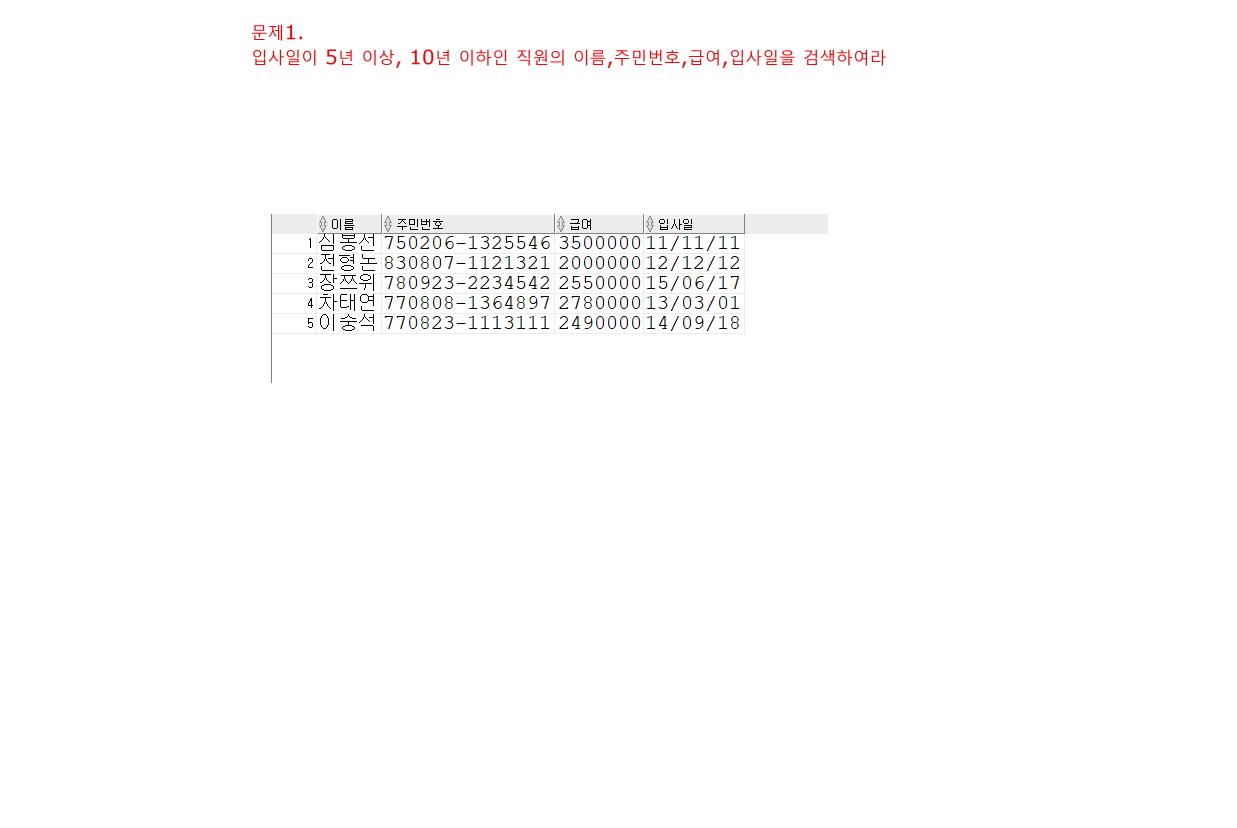 문제1.
입사일이 5년 이상, 10년 이하인 직원의 이름,주민번호,급여,입사일을 검색하여라
이름 주민번호 급여 입사일
1 심봉선 750206-1325546 3500000 11/11/11
2 전형돈 830807-1121321 2000000 12/12/12
3 장쯔위 780923-2234542 2550000 15/06/17
4 차태연 770808-1364897 2780000 13/03/01
5 이중석 770823-1113111 2490000 14/09/18